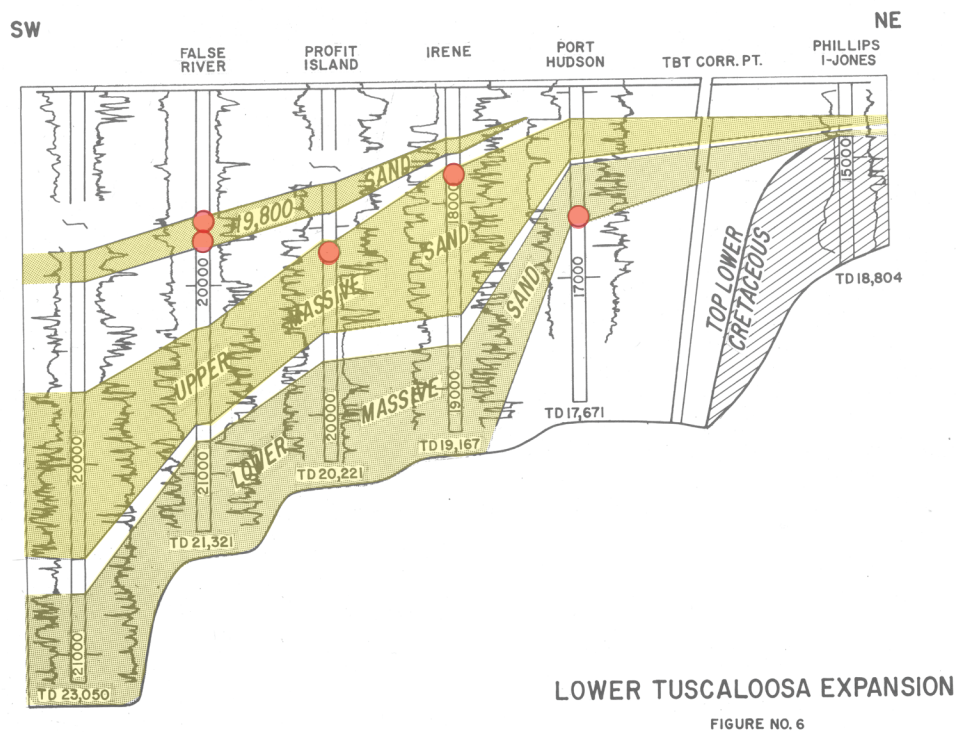 SW
NE
FALSE
RIVER
PROFIT
ISLAND
IRENE
PORT
HUDSON
TBT CORR. PT.
PHILLIPS
I-JONES
19,800'
SAND
UPPER
MASSIVE
SAND
LOWER
MASSIVE
SAND
TOP LOWER
CRETACEOUS
20000
21000
TD 23,050
20000
21000
TD 21,321
20000
TD 20,221
18000
19000
TD 19,167
17000
TD 17,671
15000
TD 18,804
LOWER TUSCALOOSA EXPANSION
FIGURE NO. 6